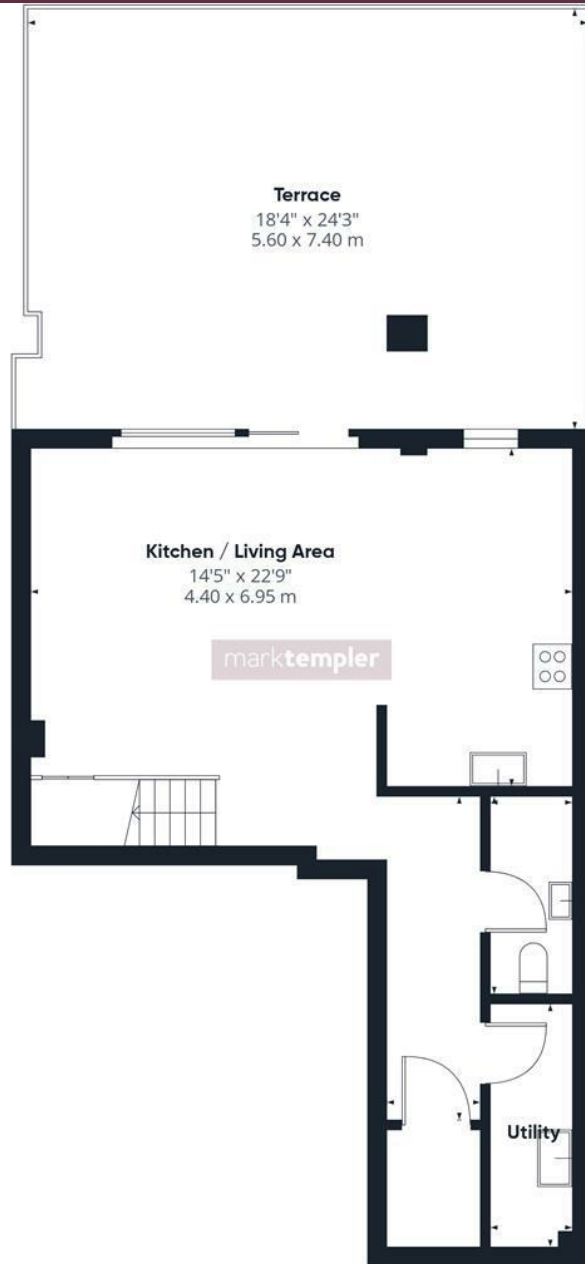 Terrace
18'4" x 24'3"
5.60 x 7.40 m
Kitchen / Living Area
14'5" x 22'9"
4.40 x 6.95 m
marktempler
Utility